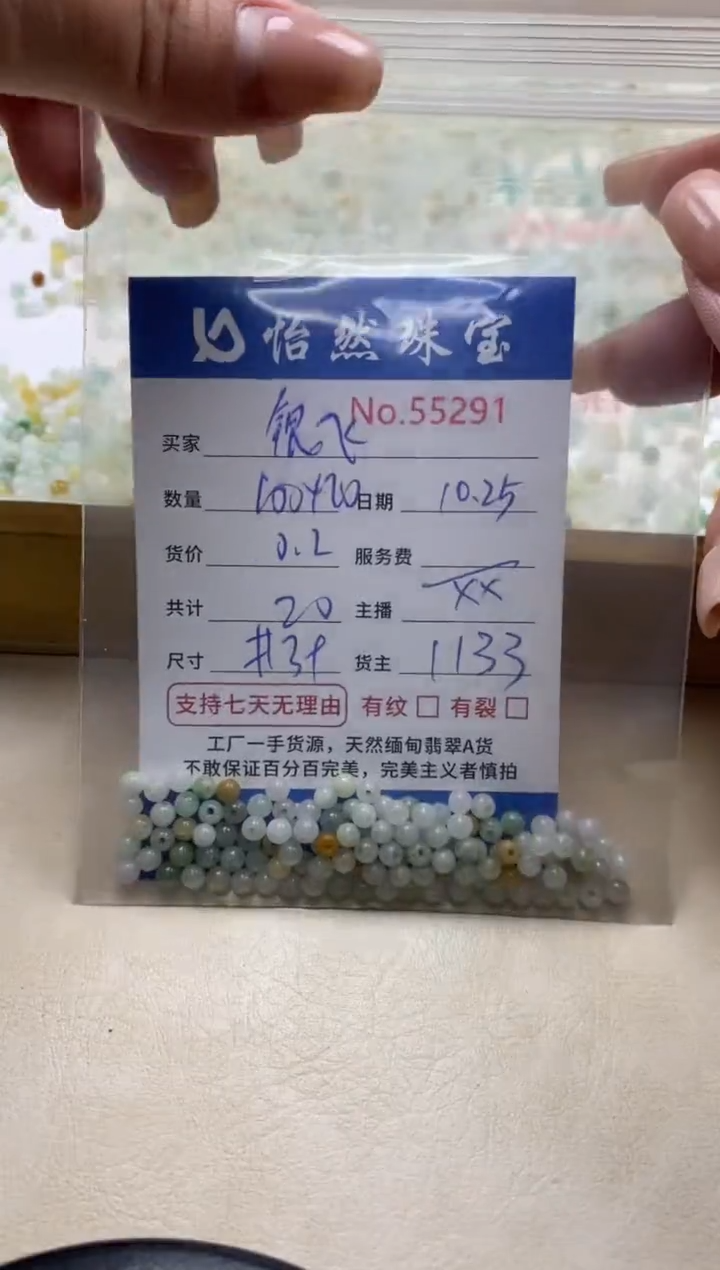 怡然珠宝
No.55291
买家 银飞
数量 100+20 日期 10.25
货价 0.2 服务费
共计 20 主播 XX
尺寸 货主 1133
支持七天无理由 有纹 □ 有裂 □
工厂一手货源，天然缅甸翡翠A货
不敢保证百分百完美，完美主义者慎拍